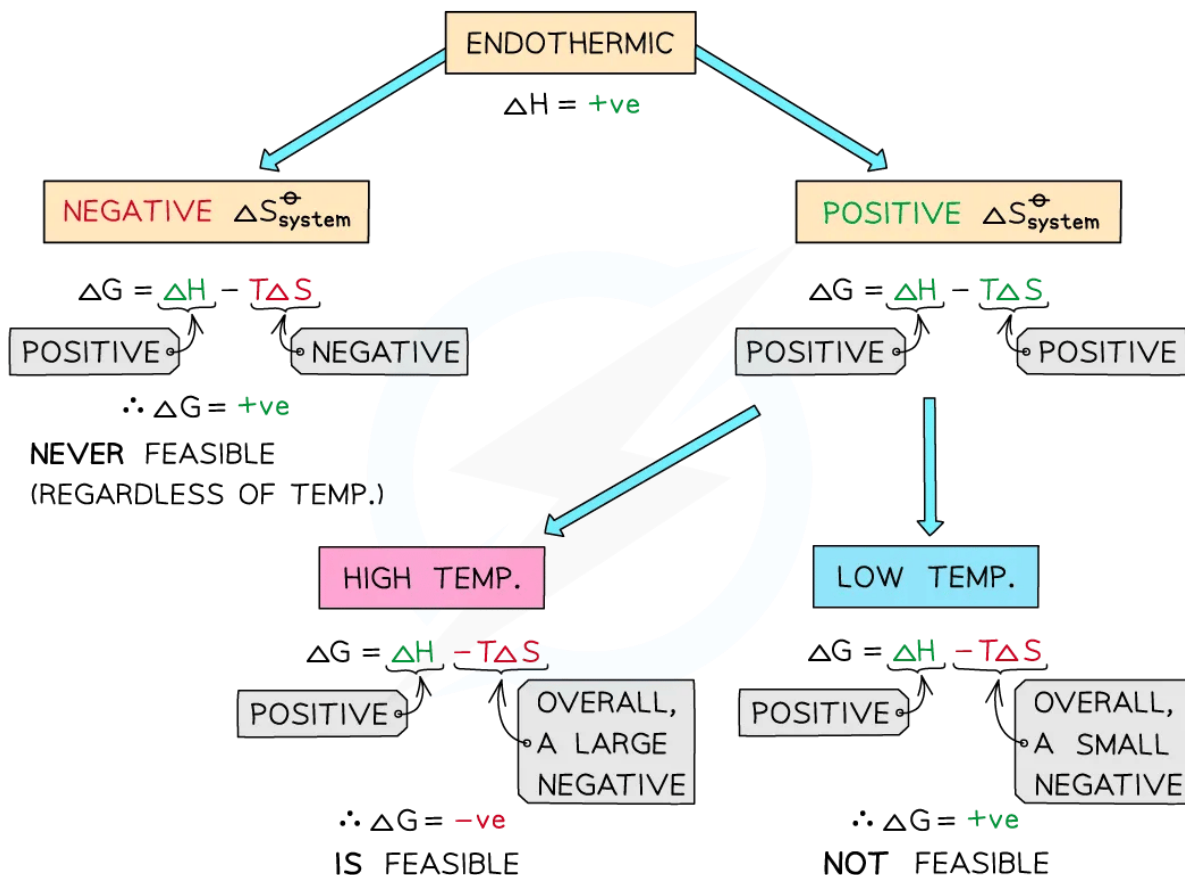 ENDOTHERMIC
△H = +ve
NEGATIVE △S⦵system
△G = △H − T△S
POSITIVE
NEGATIVE
∴ △G = +ve
NEVER FEASIBLE
(REGARDLESS OF TEMP.)
POSITIVE △S⦵system
△G = △H − T△S
POSITIVE
POSITIVE
HIGH TEMP.
△G = △H −T△S
POSITIVE
OVERALL,
A LARGE
NEGATIVE
∴ △G = −ve
IS FEASIBLE
LOW TEMP.
△G = △H −T△S
POSITIVE
OVERALL,
A SMALL
NEGATIVE
∴ △G = +ve
NOT FEASIBLE